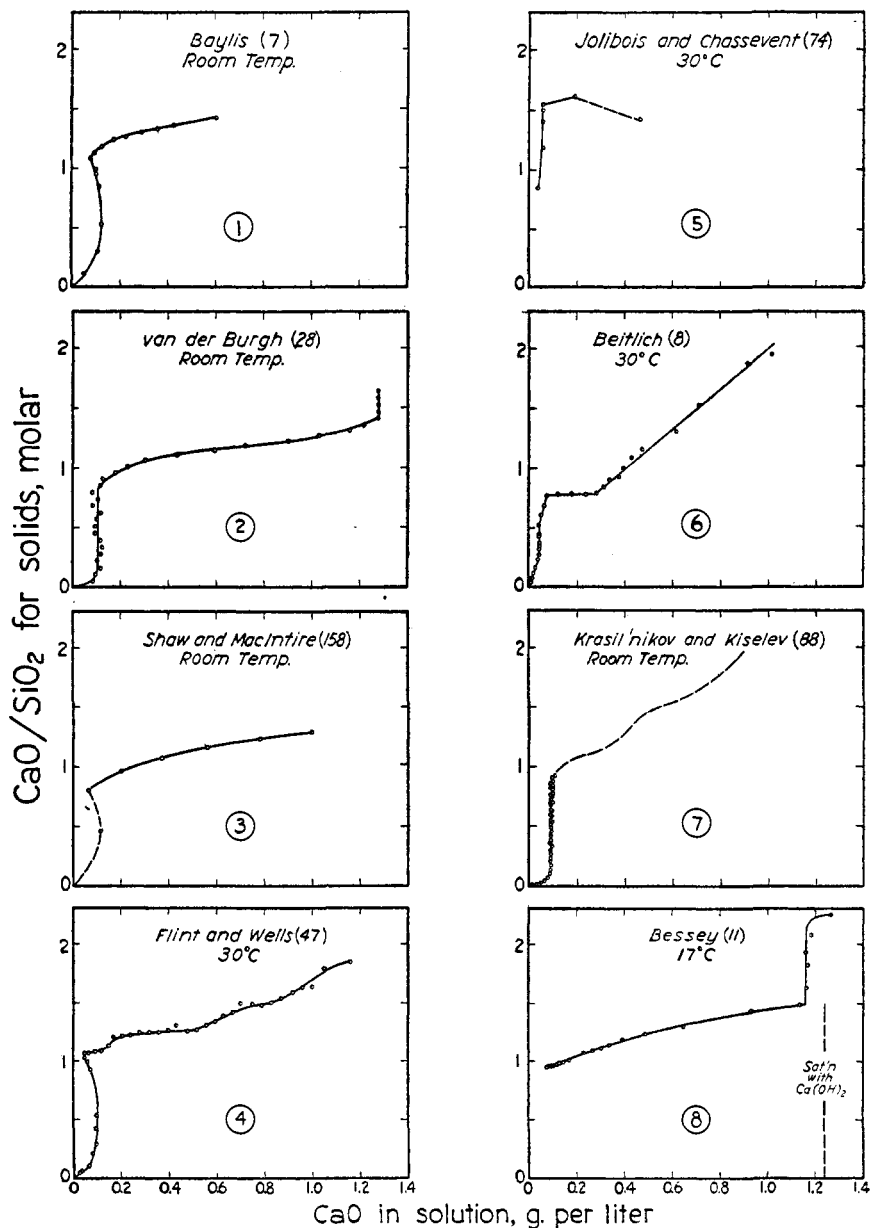 CaO/SiO2 for solids, molar
Baylis (7)
Room Temp.
2
1
0
1
van der Burgh (28)
Room Temp.
2
1
0
2
Shaw and MacIntire (158)
Room Temp.
2
1
0
3
Flint and Wells (47)
30°C
2
1
0
4
0 0.2 0.4 0.6 0.8 1.0 1.2 1.4
Jolibois and Chassevent (74)
30°C
2
1
0
5
Beitlich (8)
30°C
2
1
0
6
Krasil'nikov and Kiselev (88)
Room Temp.
2
1
0
7
Bessey (11)
17°C
2
1
0
8
Sat'n
with
Ca(OH)2
0 0.2 0.4 0.6 0.8 1.0 1.2 1.4
CaO in solution, g. per liter